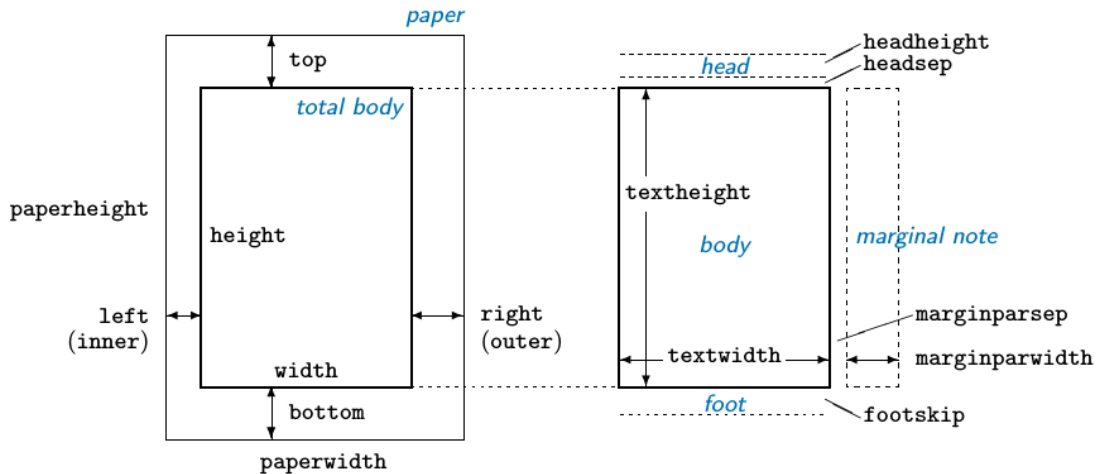 paper
top
total body
paperheight
height
left
(inner)
right
(outer)
width
bottom
paperwidth
headheight
head
headsep
textheight
body
marginal note
marginparsep
textwidth
marginparwidth
foot
footskip